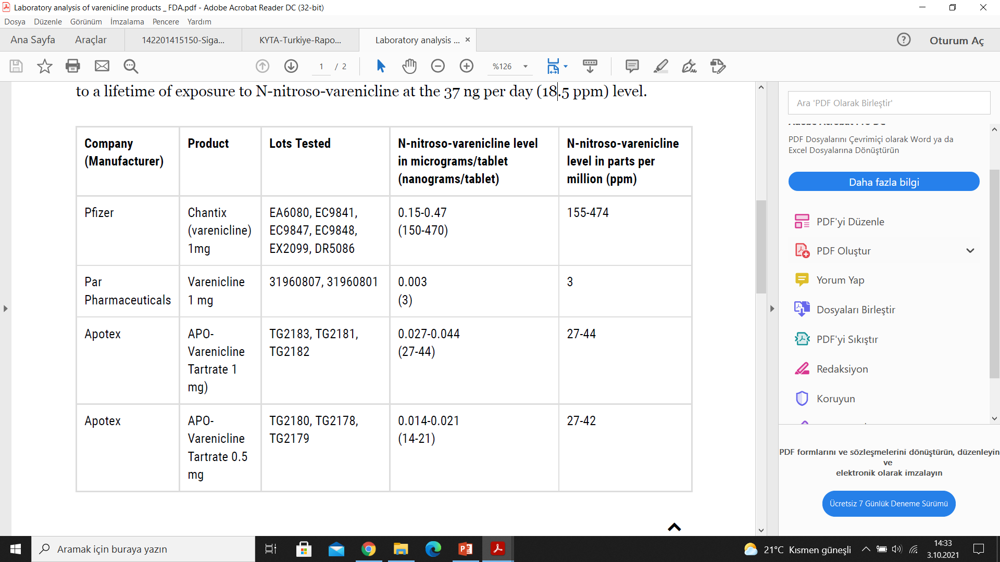 Laboratory analysis of varenicline products _ FDA.pdf - Adobe Acrobat Reader DC (32-bit)
Dosya Düzenle Görünüm İmzalama Pencere Yardım
Ana Sayfa Araçlar 142201415150-Siga... KYTA-Turkiye-Rapo... Laboratory analysis ... × Oturum Aç
1 / 2 %126
to a lifetime of exposure to N-nitroso-varenicline at the 37 ng per day (18.5 ppm) level.
Company
(Manufacturer)
Product
Lots Tested
N-nitroso-varenicline level
in micrograms/tablet
(nanograms/tablet)
N-nitroso-varenicline
level in parts per
million (ppm)
Pfizer
Chantix
(varenicline)
1mg
EA6080, EC9841,
EC9847, EC9848,
EX2099, DR5086
0.15-0.47
(150-470)
155-474
Par
Pharmaceuticals
Varenicline
1 mg
31960807, 31960801
0.003
(3)
3
Apotex
APO-
Varenicline
Tartrate 1
mg)
TG2183, TG2181,
TG2182
0.027-0.044
(27-44)
27-44
Apotex
APO-
Varenicline
Tartrate 0.5
mg
TG2180, TG2178,
TG2179
0.014-0.021
(14-21)
27-42
Ara 'PDF Olarak Birleştir'
PDF Dosyalarını Çevrimiçi olarak Word ya da
Excel Dosyalarına Dönüştürün
Daha fazla bilgi
PDF'yi Düzenle
PDF Oluştur
Yorum Yap
Dosyaları Birleştir
PDF'yi Sıkıştır
Redaksiyon
Koruyun
PDF formlarını ve sözleşmelerini dönüştürün, düzenleyin
ve
elektronik olarak imzalayın
Ücretsiz 7 Günlük Deneme Sürümü
Aramak için buraya yazın
21°C Kısmen güneşli
14:33
3.10.2021